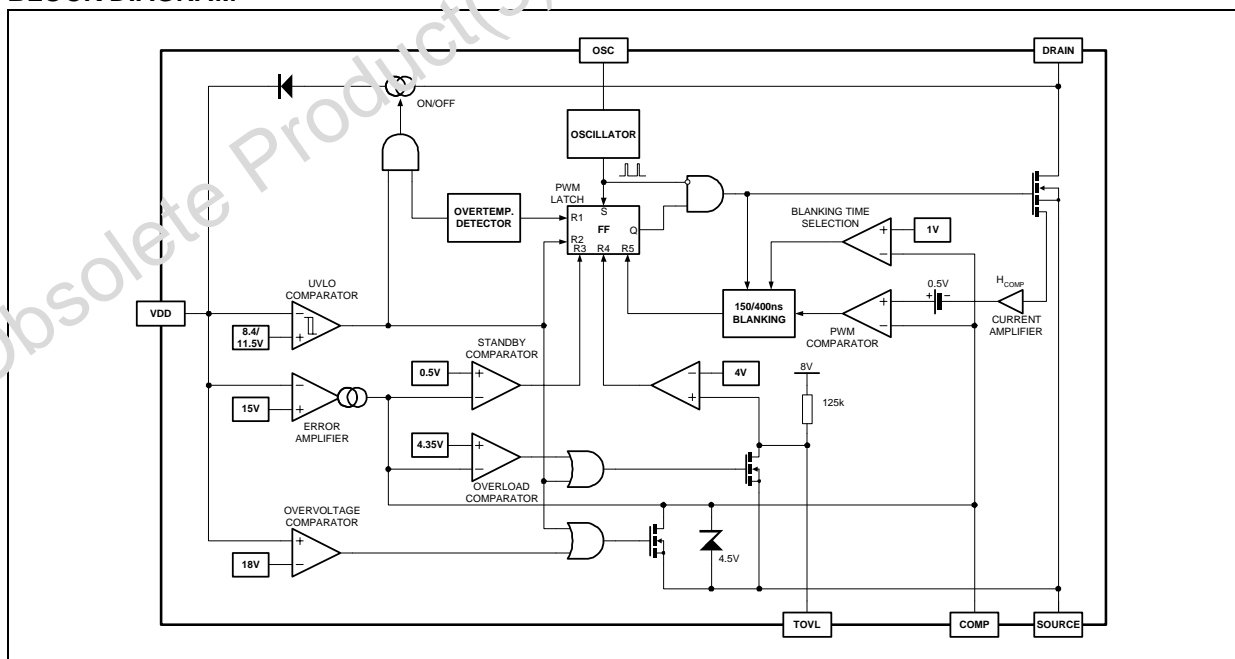 BLOCK DIAGRAM
Obsolete Product(s)
OSC
DRAIN
ON/OFF
OSCILLATOR
PWM
LATCH
OVERTEMP.
DETECTOR
R1
S
FF
Q
R2
R3
R4
R5
BLANKING TIME
SELECTION
1V
UVLO
COMPARATOR
VDD
8.4/
11.5V
150/400ns
BLANKING
PWM
COMPARATOR
0.5V
HCOMP
CURRENT
AMPLIFIER
STANDBY
COMPARATOR
0.5V
4V
8V
125k
15V
ERROR
AMPLIFIER
4.35V
OVERLOAD
COMPARATOR
OVERVOLTAGE
COMPARATOR
18V
4.5V
TOVL
COMP
SOURCE